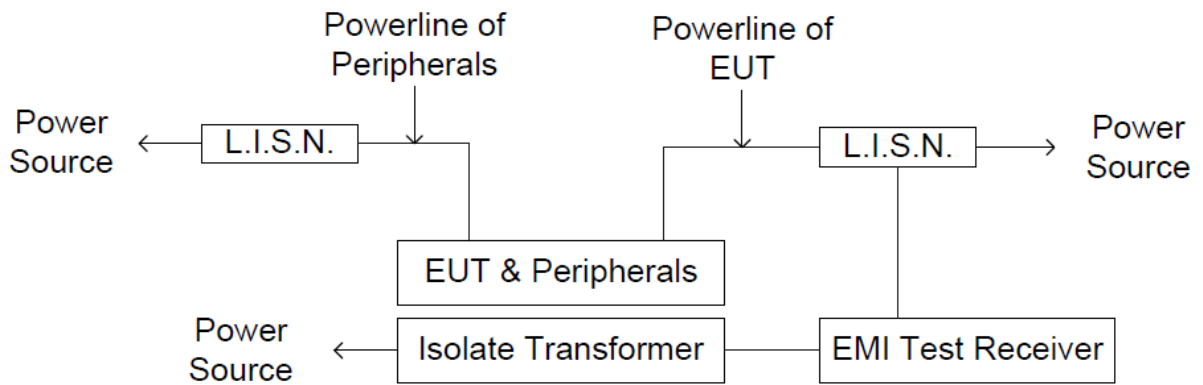 Powerline of
Peripherals
Powerline of
EUT
Power
Source
L.I.S.N.
L.I.S.N.
Power
Source
EUT & Peripherals
Power
Source
Isolate Transformer
EMI Test Receiver